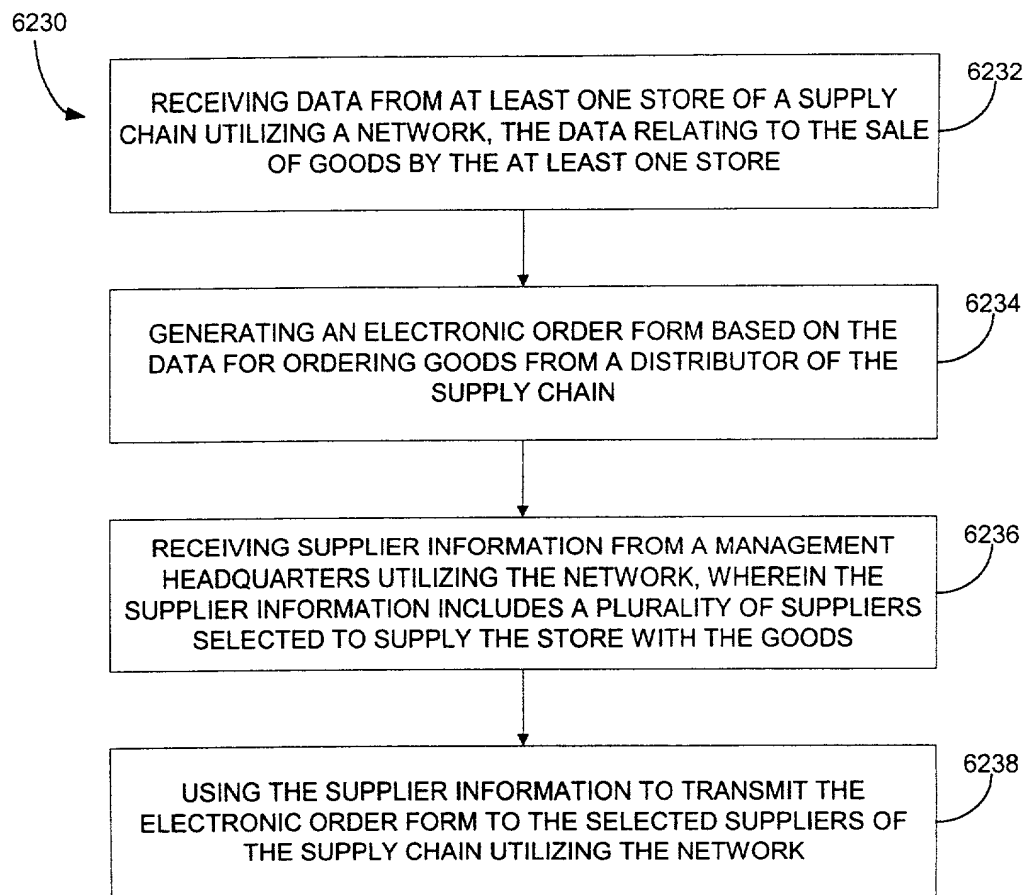 6230
6232
RECEIVING DATA FROM AT LEAST ONE STORE OF A SUPPLY
CHAIN UTILIZING A NETWORK, THE DATA RELATING TO THE SALE
OF GOODS BY THE AT LEAST ONE STORE
6234
GENERATING AN ELECTRONIC ORDER FORM BASED ON THE
DATA FOR ORDERING GOODS FROM A DISTRIBUTOR OF THE
SUPPLY CHAIN
6236
RECEIVING SUPPLIER INFORMATION FROM A MANAGEMENT
HEADQUARTERS UTILIZING THE NETWORK, WHEREIN THE
SUPPLIER INFORMATION INCLUDES A PLURALITY OF SUPPLIERS
SELECTED TO SUPPLY THE STORE WITH THE GOODS
6238
USING THE SUPPLIER INFORMATION TO TRANSMIT THE
ELECTRONIC ORDER FORM TO THE SELECTED SUPPLIERS OF
THE SUPPLY CHAIN UTILIZING THE NETWORK